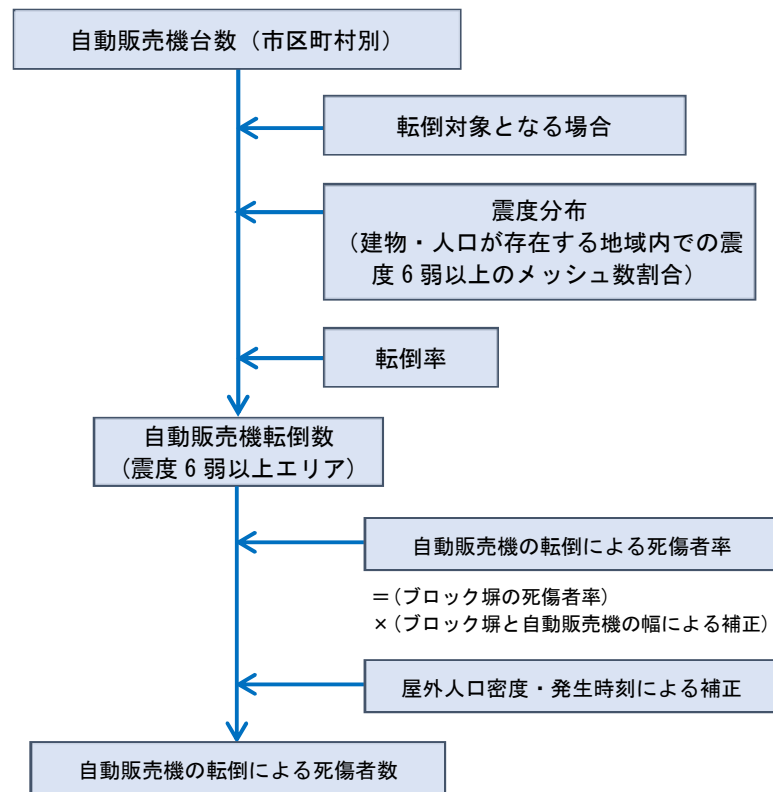 自動販売機台数（市区町村別）
転倒対象となる場合
震度分布
（建物・人口が存在する地域内での震
度６弱以上のメッシュ数割合）
転倒率
自動販売機転倒数
（震度６弱以上エリア）
自動販売機の転倒による死傷者率
＝（ブロック塀の死傷者率）
×（ブロック塀と自動販売機の幅による補正）
屋外人口密度・発生時刻による補正
自動販売機の転倒による死傷者数